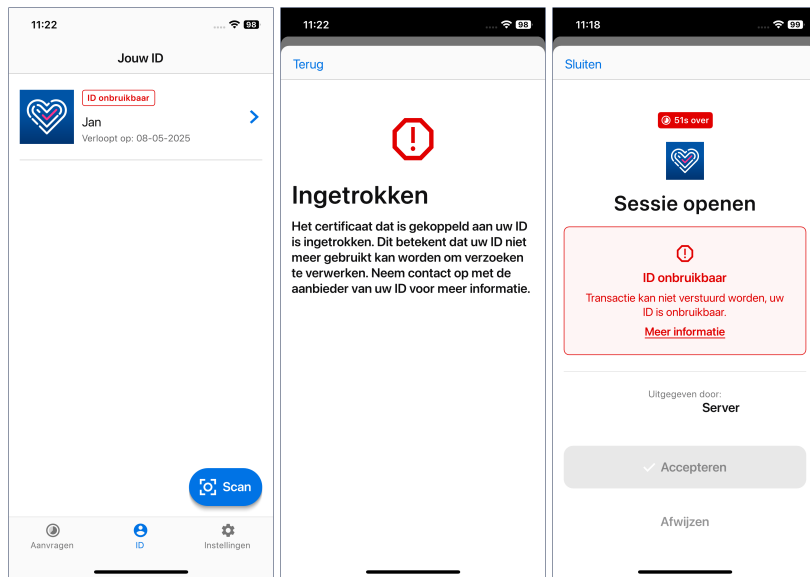 11:22
98
Jouw ID
ID onbruikbaar
Jan
Verloopt op: 08-05-2025
Scan
Aanvragen
ID
Instellingen
11:22
98
Terug
Ingetrokken
Het certificaat dat is gekoppeld aan uw ID
is ingetrokken. Dit betekent dat uw ID niet
meer gebruikt kan worden om verzoeken
te verwerken. Neem contact op met de
aanbieder van uw ID voor meer informatie.
11:18
99
Sluiten
51s over
Sessie openen
ID onbruikbaar
Transactie kan niet verstuurd worden, uw
ID is onbruikbaar.
Meer informatie
Uitgegeven door:
Server
Accepteren
Afwijzen